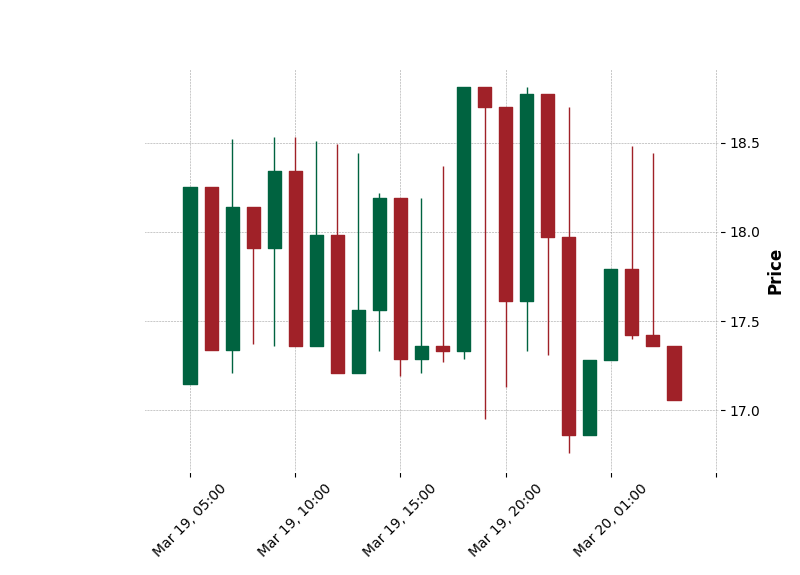 18.5
18.0
17.5
17.0
Price
Mar 19, 05:00
Mar 19, 10:00
Mar 19, 15:00
Mar 19, 20:00
Mar 20, 01:00